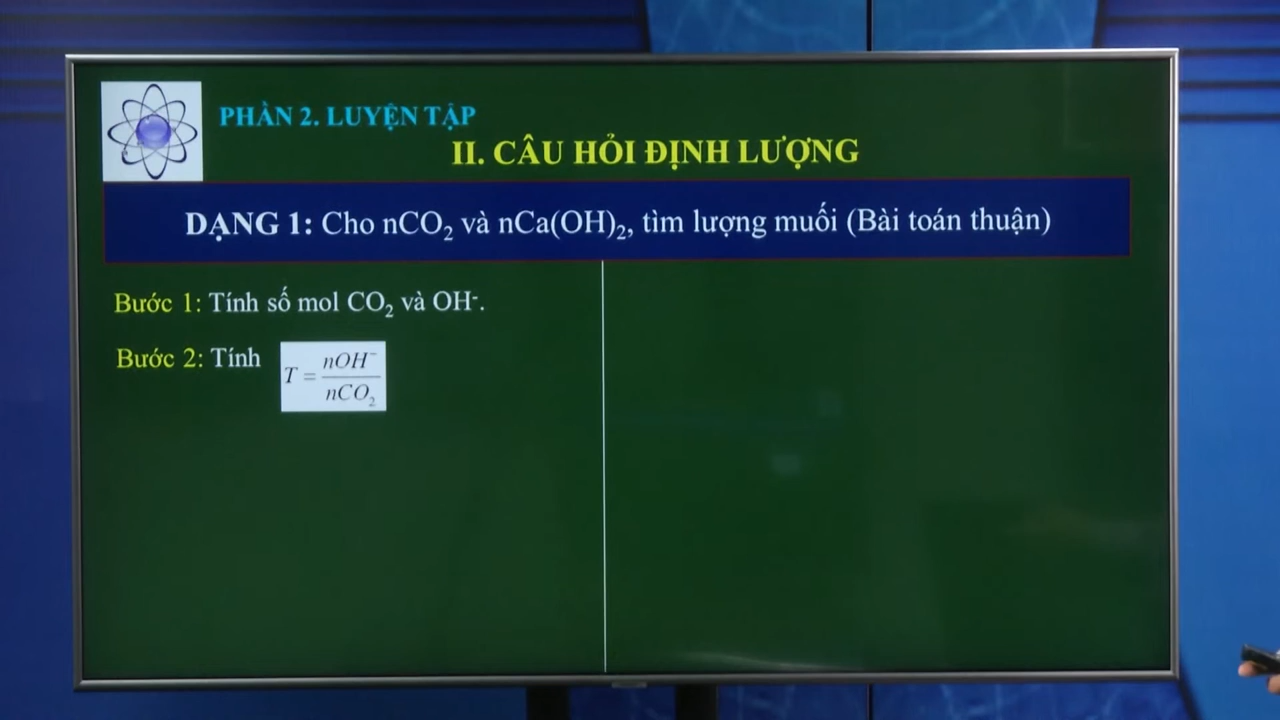 PHẦN 2. LUYỆN TẬP
II. CÂU HỎI ĐỊNH LƯỢNG
DẠNG 1: Cho nCO₂ và nCa(OH)₂, tìm lượng muối (Bài toán thuận)
Bước 1: Tính số mol CO₂ và OH⁻.
Bước 2: Tính T = nOH⁻ / nCO₂